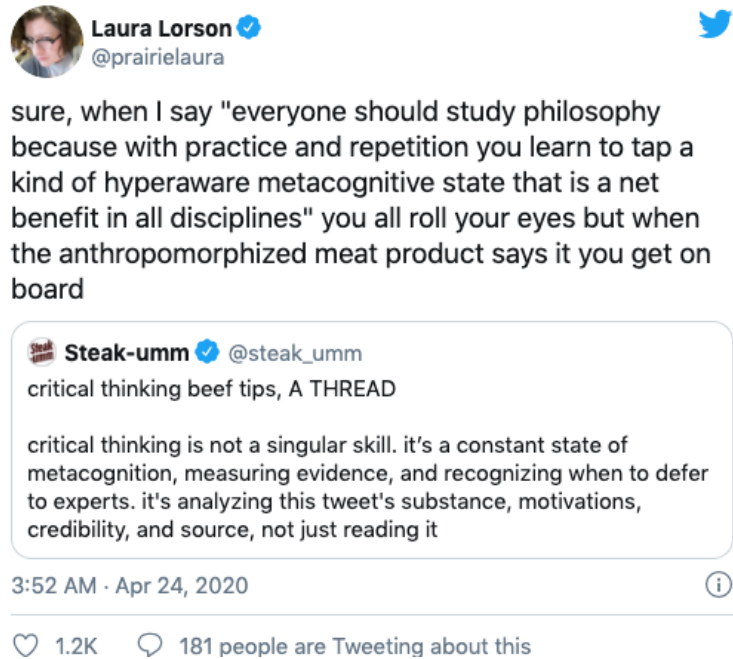 Laura Lorson
@prairielaura
sure, when I say "everyone should study philosophy
because with practice and repetition you learn to tap a
kind of hyperaware metacognitive state that is a net
benefit in all disciplines" you all roll your eyes but when
the anthropomorphized meat product says it you get on
board
Steak-umm @steak_umm
critical thinking beef tips, A THREAD
critical thinking is not a singular skill. it's a constant state of
metacognition, measuring evidence, and recognizing when to defer
to experts. it's analyzing this tweet's substance, motivations,
credibility, and source, not just reading it
3:52 AM · Apr 24, 2020
1.2K 181 people are Tweeting about this